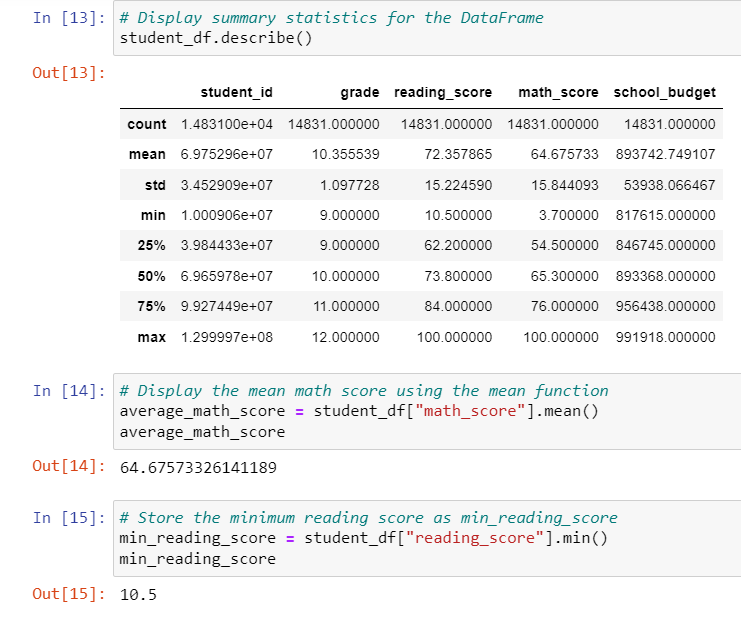 In [13]: # Display summary statistics for the DataFrame
student_df.describe()
Out[13]:
student_id grade reading_score math_score school_budget
count 1.483100e+04 14831.000000 14831.000000 14831.000000 14831.000000
mean 6.975296e+07 10.355539 72.357865 64.675733 893742.749107
std 3.452909e+07 1.097728 15.224590 15.844093 53938.066467
min 1.000906e+07 9.000000 10.500000 3.700000 817615.000000
25% 3.984433e+07 9.000000 62.200000 54.500000 846745.000000
50% 6.965978e+07 10.000000 73.800000 65.300000 893368.000000
75% 9.927449e+07 11.000000 84.000000 76.000000 956438.000000
max 1.299997e+08 12.000000 100.000000 100.000000 991918.000000
In [14]: # Display the mean math score using the mean function
average_math_score = student_df["math_score"].mean()
average_math_score
Out[14]: 64.67573326141189
In [15]: # Store the minimum reading score as min_reading_score
min_reading_score = student_df["reading_score"].min()
min_reading_score
Out[15]: 10.5